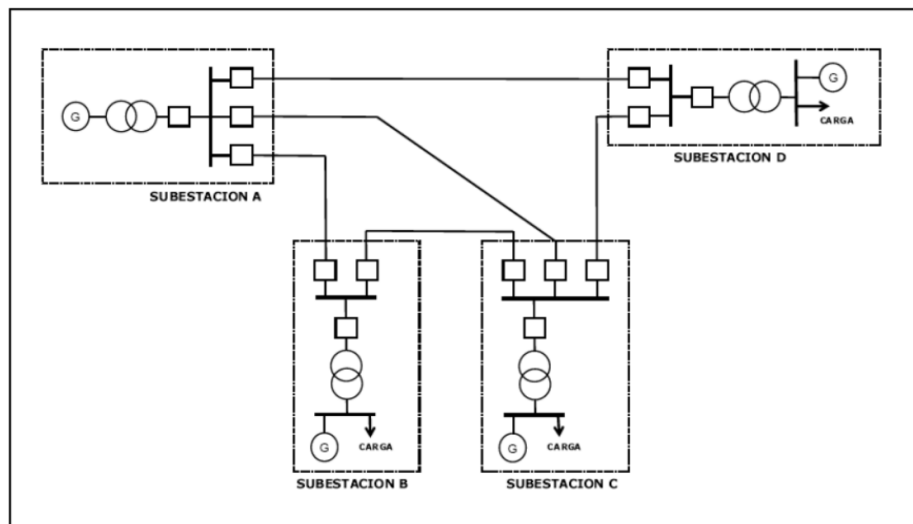 G
G
CARGA
SUBESTACION D
SUBESTACION A
G
CARGA
G
CARGA
SUBESTACION B
SUBESTACION C